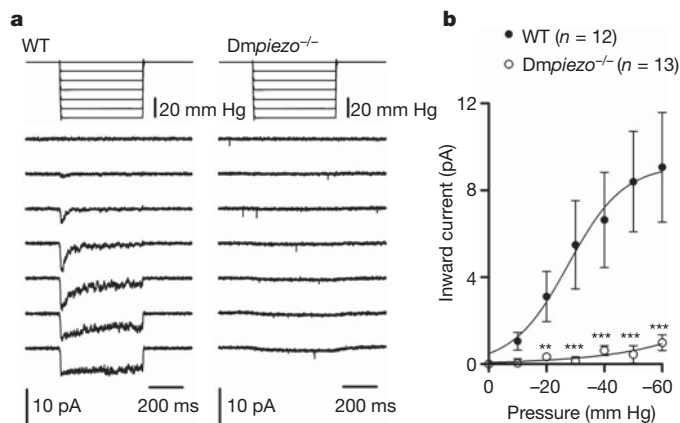 a
WT
Dmpiezo–/–
20 mm Hg
20 mm Hg
10 pA
200 ms
10 pA
200 ms
b
WT (n = 12)
Dmpiezo–/– (n = 13)
12
8
4
0
Inward current (pA)
**
***
***
***
***
0
–20
–40
–60
Pressure (mm Hg)